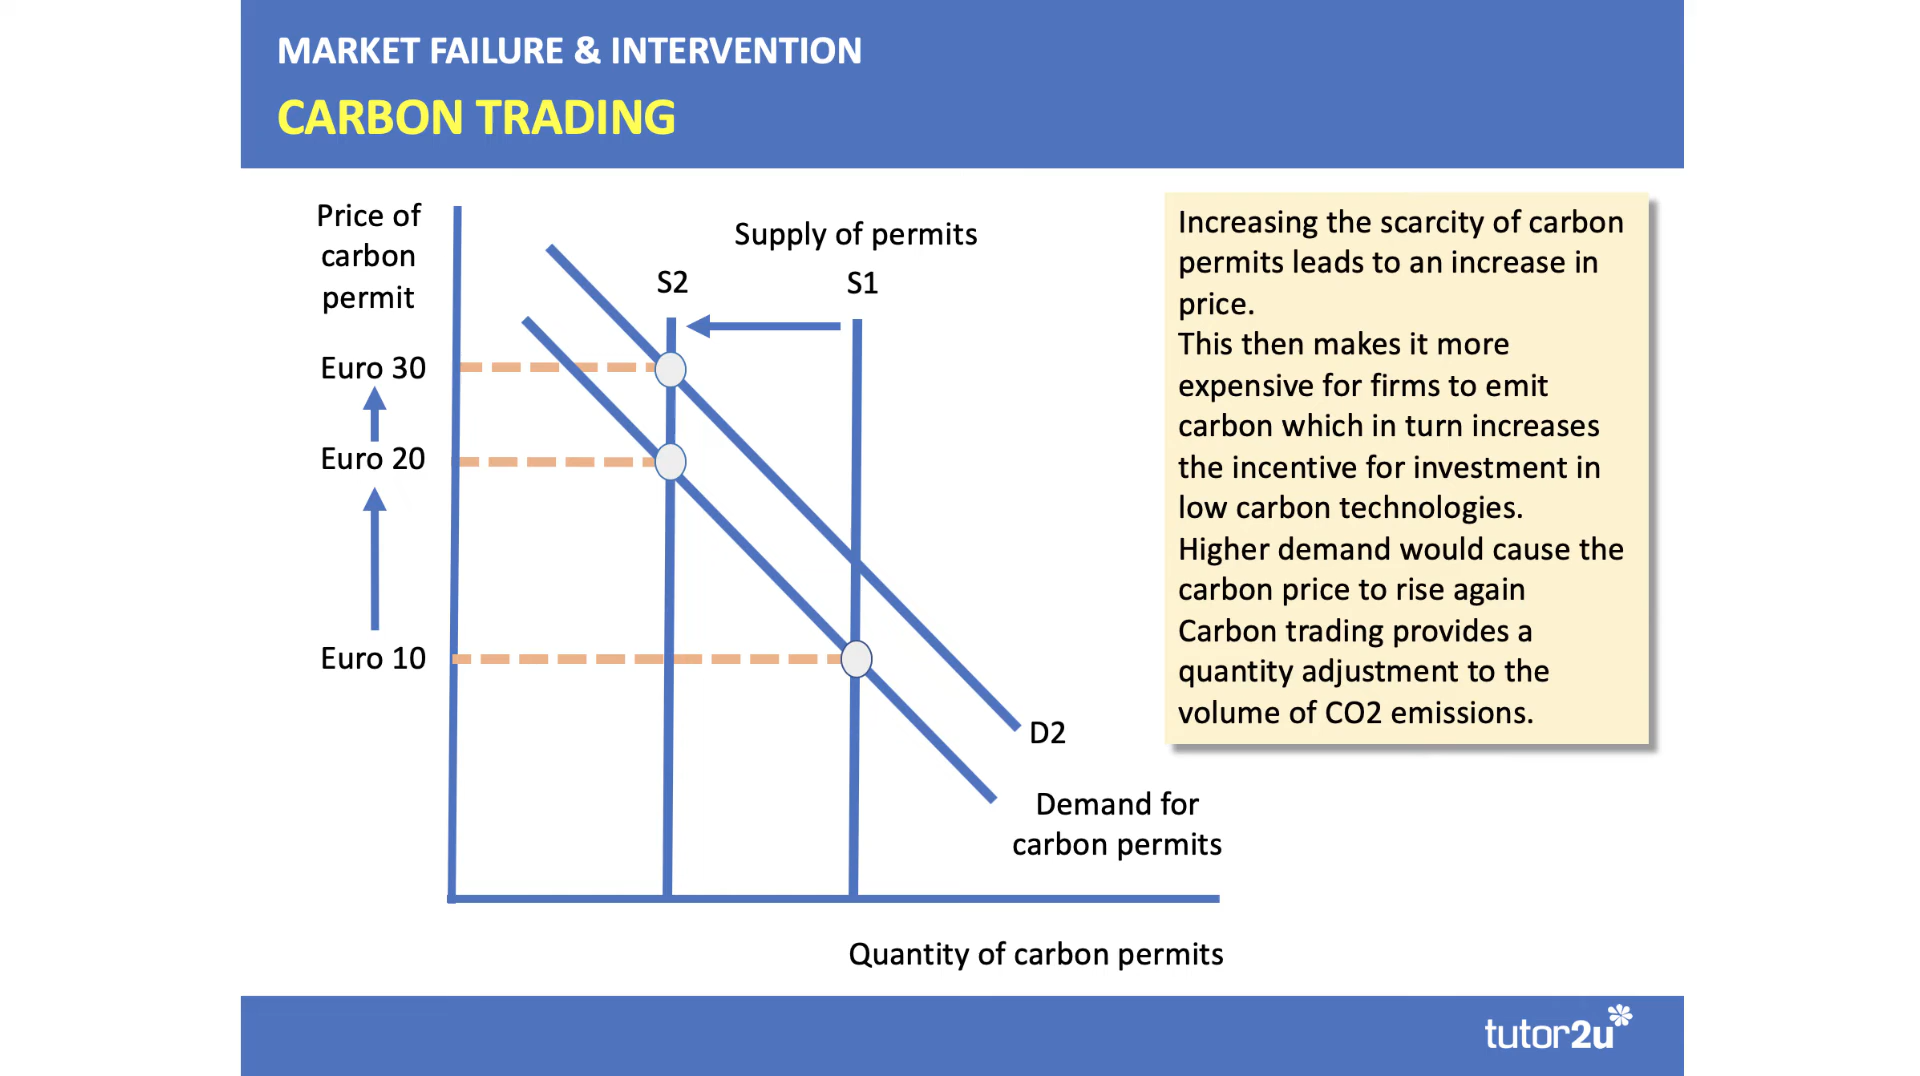 MARKET FAILURE & INTERVENTION
CARBON TRADING
Price of
carbon
permit
Supply of permits
S2
S1
Euro 30
Euro 20
Euro 10
D2
Demand for
carbon permits
Quantity of carbon permits
Increasing the scarcity of carbon
permits leads to an increase in
price.
This then makes it more
expensive for firms to emit
carbon which in turn increases
the incentive for investment in
low carbon technologies.
Higher demand would cause the
carbon price to rise again
Carbon trading provides a
quantity adjustment to the
volume of CO2 emissions.
tutor2u